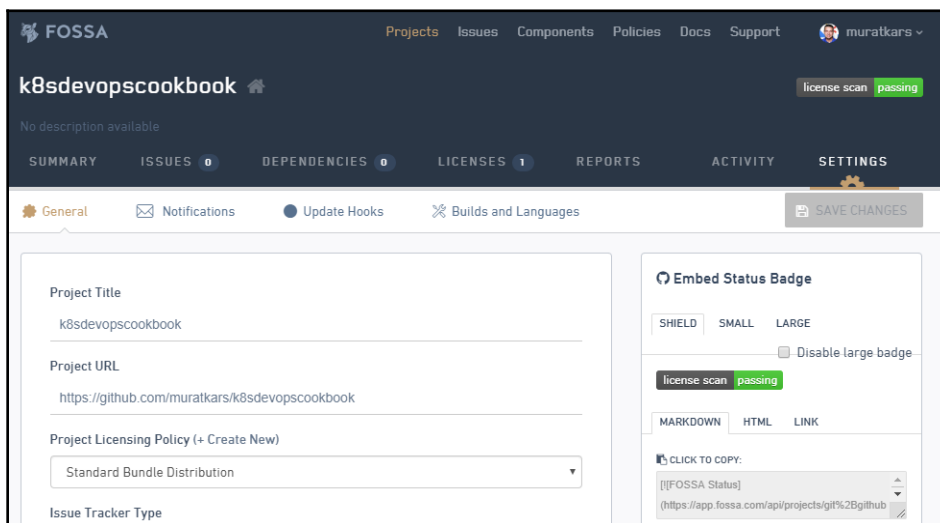 FOSSA Projects Issues Components Policies Docs Support muratkars
k8sdevopscookbook license scan passing
No description available
SUMMARY ISSUES 0 DEPENDENCIES 0 LICENSES 1 REPORTS ACTIVITY SETTINGS
General Notifications Update Hooks Builds and Languages SAVE CHANGES
Project Title
k8sdevopscookbook
Project URL
https://github.com/muratkars/k8sdevopscookbook
Project Licensing Policy (+ Create New)
Standard Bundle Distribution
Issue Tracker Type
Embed Status Badge
SHIELD SMALL LARGE
Disable large badge
license scan passing
MARKDOWN HTML LINK
CLICK TO COPY:
[![FOSSA Status]
(https://app.fossa.com/api/projects/git%2Bgithub